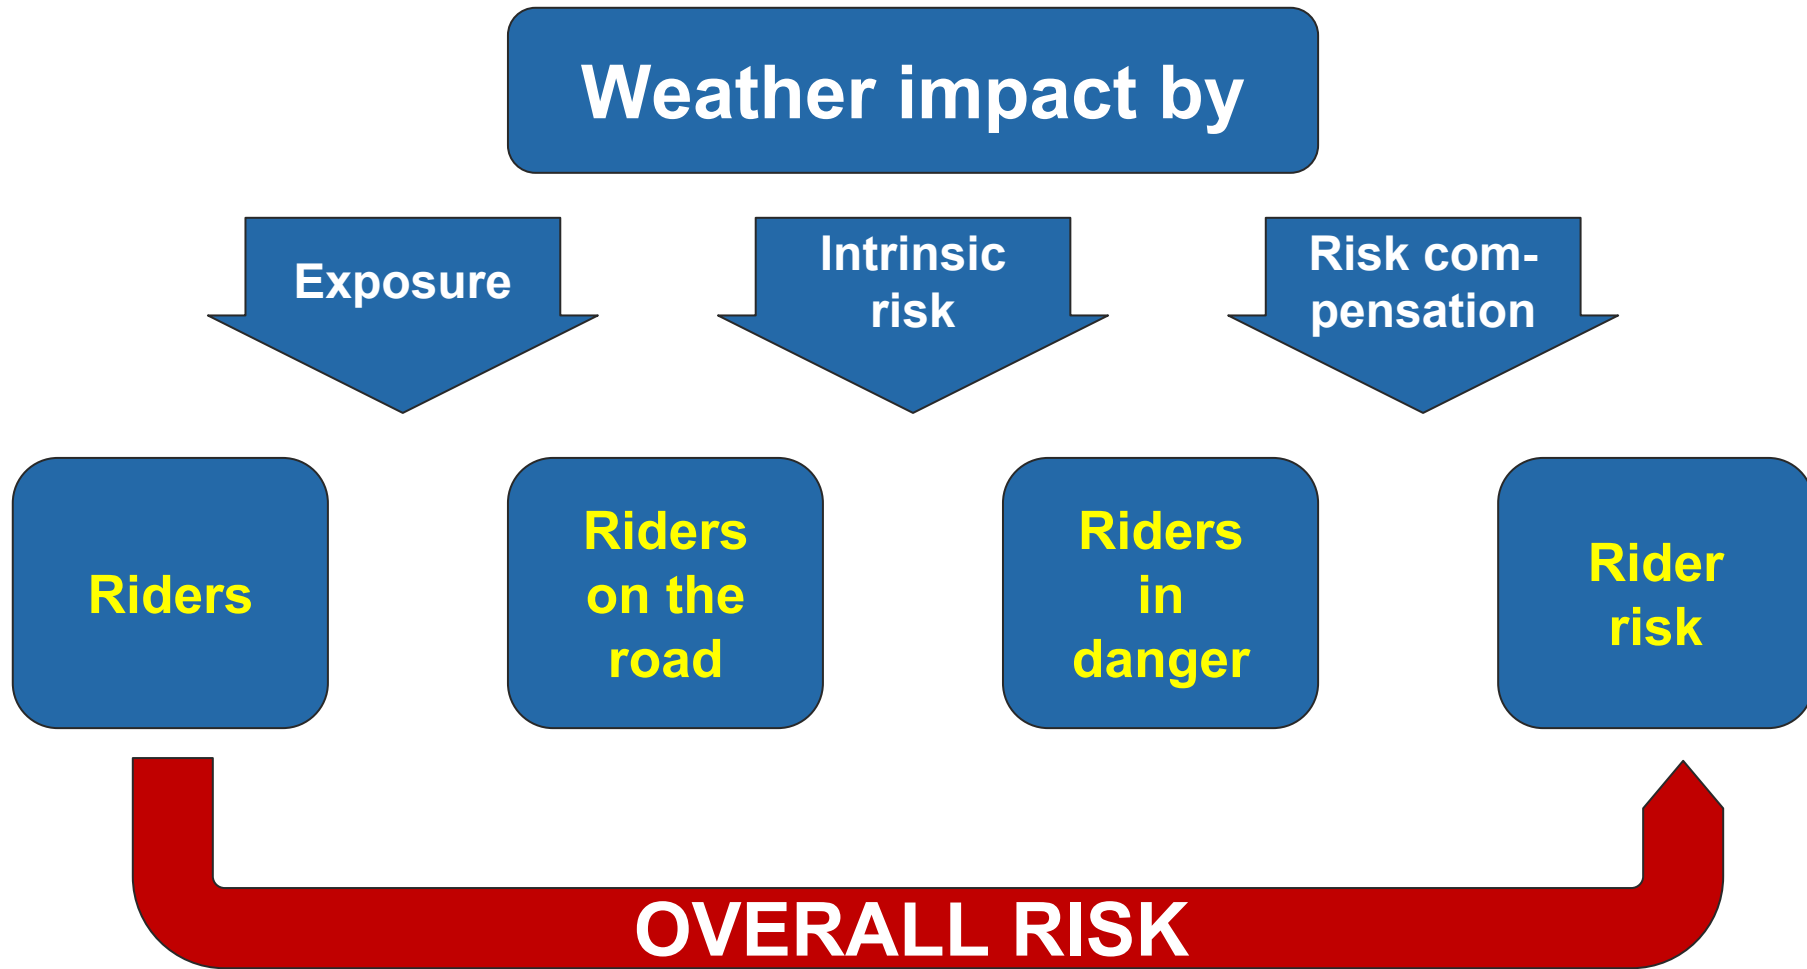 Weather impact by
Exposure
Intrinsic
risk
Risk com-
pensation
Riders
Riders
on the
road
Riders
in
danger
Rider
risk
OVERALL RISK